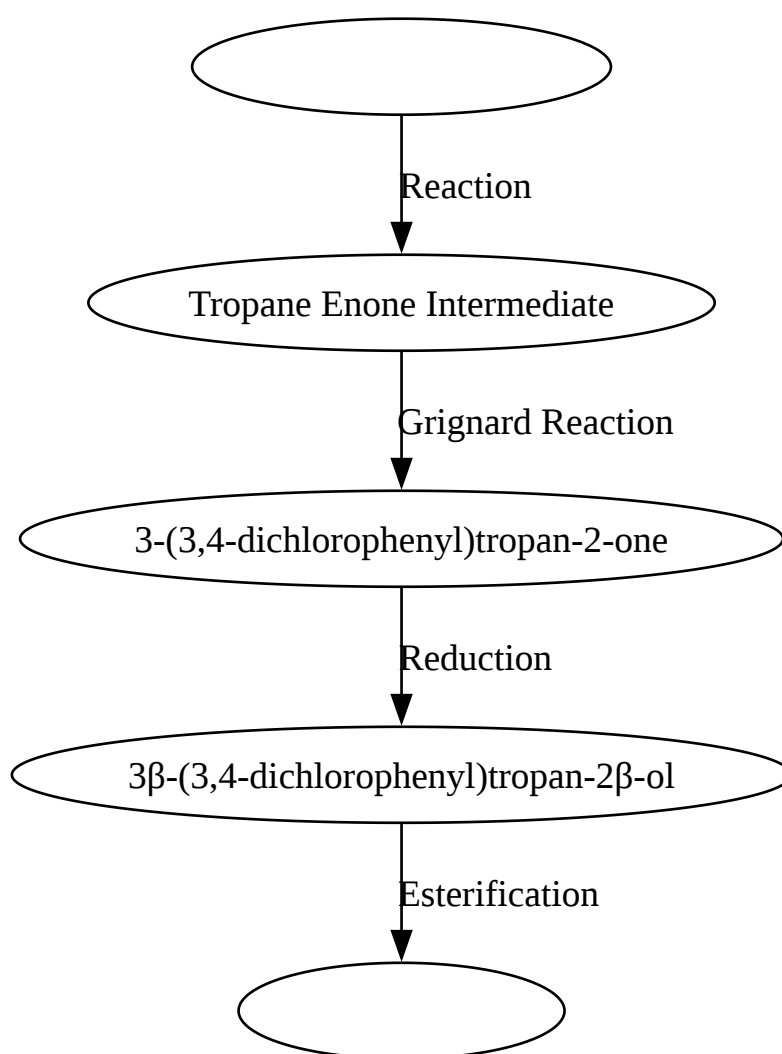 Reaction
Tropane Enone Intermediate
Grignard Reaction
3-(3,4-dichlorophenyl)tropan-2-one
Reduction
3β-(3,4-dichlorophenyl)tropan-2β-ol
Esterification